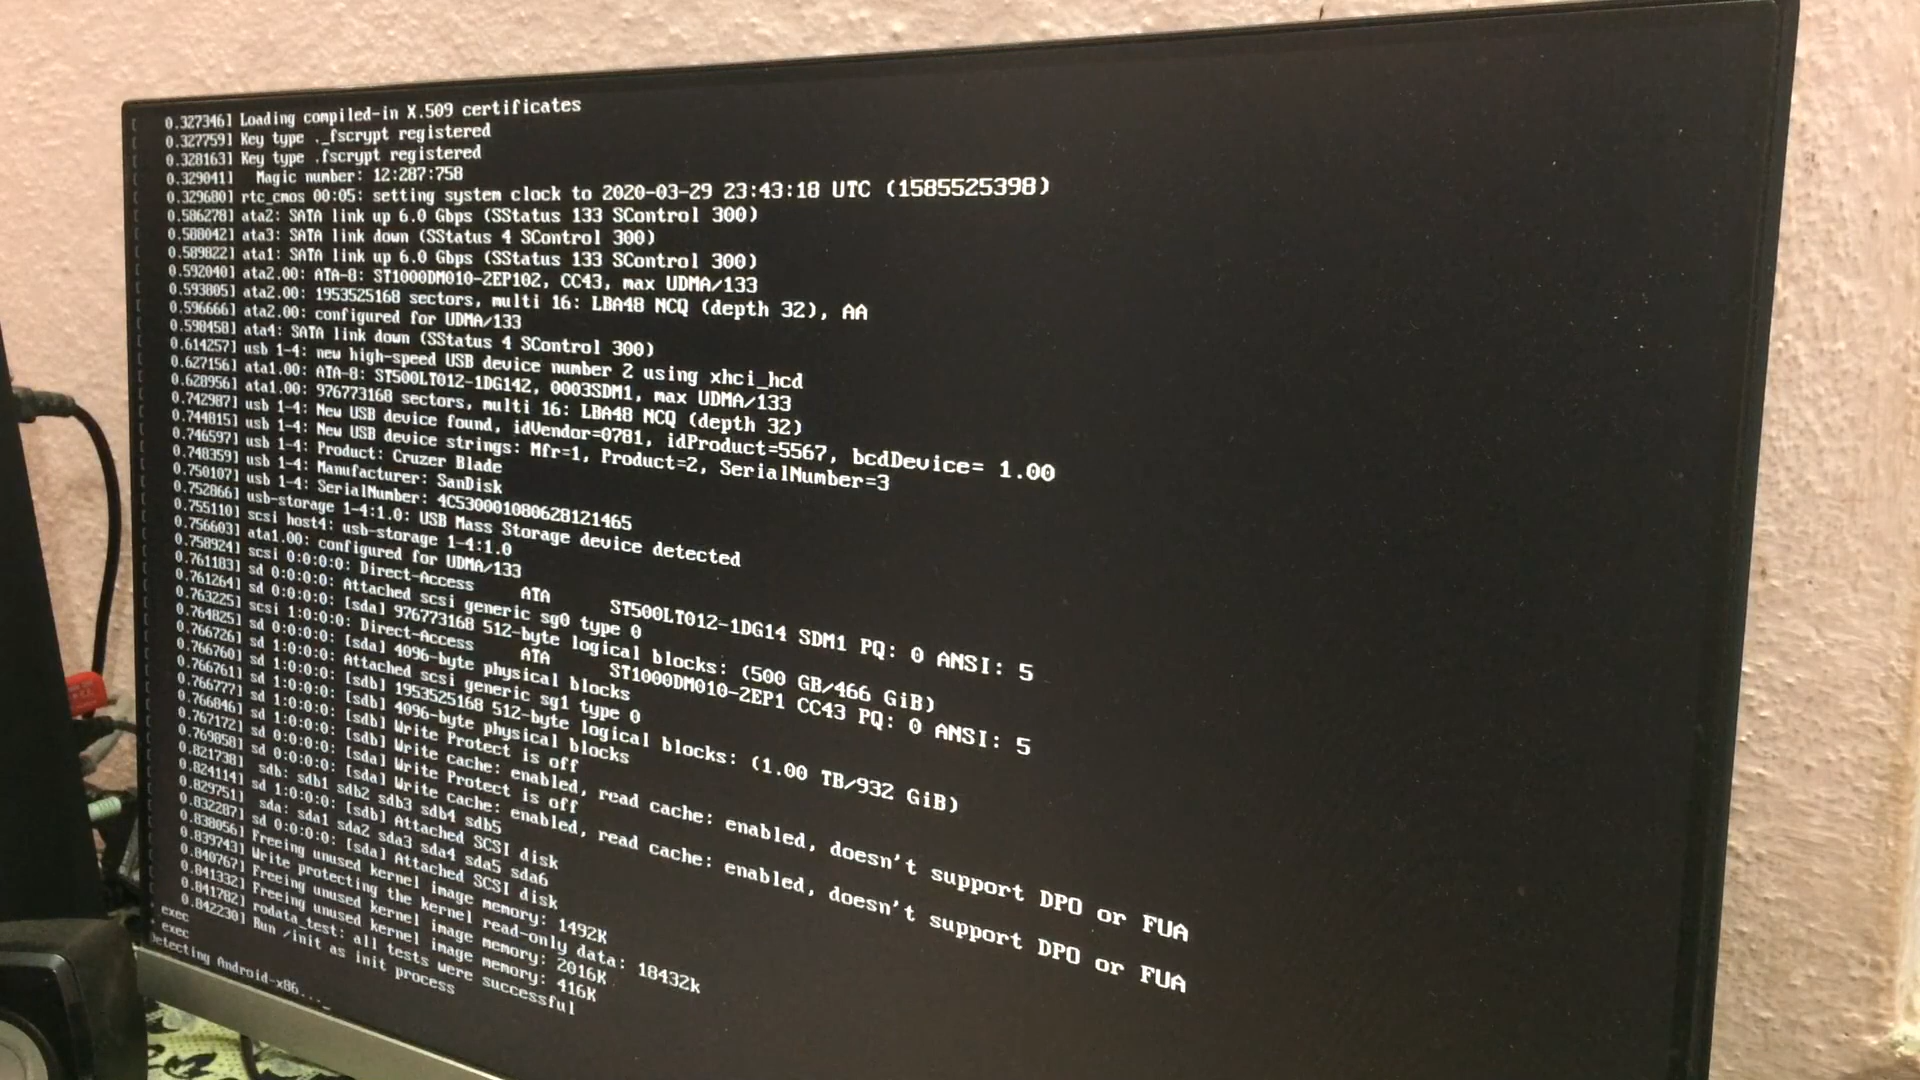 [    0.327346] Loading compiled-in X.509 certificates
[    0.327759] Key type ._fscrypt registered
[    0.328163] Key type .fscrypt registered
[    0.329041]   Magic number: 12:287:758
[    0.329680] rtc_cmos 00:05: setting system clock to 2020-03-29 23:43:18 UTC (1585525398)
[    0.586278] ata2: SATA link up 6.0 Gbps (SStatus 133 SControl 300)
[    0.588042] ata3: SATA link down (SStatus 4 SControl 300)
[    0.589822] ata1: SATA link up 6.0 Gbps (SStatus 133 SControl 300)
[    0.592040] ata2.00: ATA-8: ST1000DM010-2EP102, CC43, max UDMA/133
[    0.593805] ata2.00: 1953525168 sectors, multi 16: LBA48 NCQ (depth 32), AA
[    0.596666] ata2.00: configured for UDMA/133
[    0.598458] ata4: SATA link down (SStatus 4 SControl 300)
[    0.614257] usb 1-4: new high-speed USB device number 2 using xhci_hcd
[    0.627156] ata1.00: ATA-8: ST500LT012-1DG142, 0003SDM1, max UDMA/133
[    0.628956] ata1.00: 976773168 sectors, multi 16: LBA48 NCQ (depth 32)
[    0.742987] usb 1-4: New USB device found, idVendor=0781, idProduct=5567, bcdDevice= 1.00
[    0.744815] usb 1-4: New USB device strings: Mfr=1, Product=2, SerialNumber=3
[    0.746597] usb 1-4: Product: Cruzer Blade
[    0.748359] usb 1-4: Manufacturer: SanDisk
[    0.750107] usb 1-4: SerialNumber: 4C530001080628121465
[    0.752866] usb-storage 1-4:1.0: USB Mass Storage device detected
[    0.755110] scsi host4: usb-storage 1-4:1.0
[    0.756603] ata1.00: configured for UDMA/133
[    0.758924] scsi 0:0:0:0: Direct-Access     ATA      ST500LT012-1DG14 SDM1 PQ: 0 ANSI: 5
[    0.761183] sd 0:0:0:0: Attached scsi generic sg0 type 0
[    0.761264] sd 0:0:0:0: [sda] 976773168 512-byte logical blocks: (500 GB/466 GiB)
[    0.763225] scsi 1:0:0:0: Direct-Access     ATA      ST1000DM010-2EP1 CC43 PQ: 0 ANSI: 5
[    0.764825] sd 0:0:0:0: [sda] 4096-byte physical blocks
[    0.766726] sd 1:0:0:0: Attached scsi generic sg1 type 0
[    0.766760] sd 1:0:0:0: [sdb] 1953525168 512-byte logical blocks: (1.00 TB/932 GiB)
[    0.766761] sd 1:0:0:0: [sdb] 4096-byte physical blocks
[    0.766777] sd 1:0:0:0: [sdb] Write Protect is off
[    0.766846] sd 1:0:0:0: [sdb] Write cache: enabled, read cache: enabled, doesn't support DPO or FUA
[    0.767172] sd 0:0:0:0: [sda] Write Protect is off
[    0.769858] sd 0:0:0:0: [sda] Write cache: enabled, read cache: enabled, doesn't support DPO or FUA
[    0.821738]  sdb: sdb1 sdb2 sdb3 sdb4 sdb5
[    0.824114] sd 1:0:0:0: [sdb] Attached SCSI disk
[    0.829751]  sda: sda1 sda2 sda3 sda4 sda5 sda6
[    0.832287] sd 0:0:0:0: [sda] Attached SCSI disk
[    0.838056] Freeing unused kernel image memory: 1492K
[    0.839743] Write protecting the kernel read-only data: 18432k
[    0.840767] Freeing unused kernel image memory: 2016K
[    0.841332] Freeing unused kernel image memory: 416K
[    0.841782] rodata_test: all tests were successful
[    0.842230] Run /init as init process
+ exec
+ exec
Detecting Android-x86..._